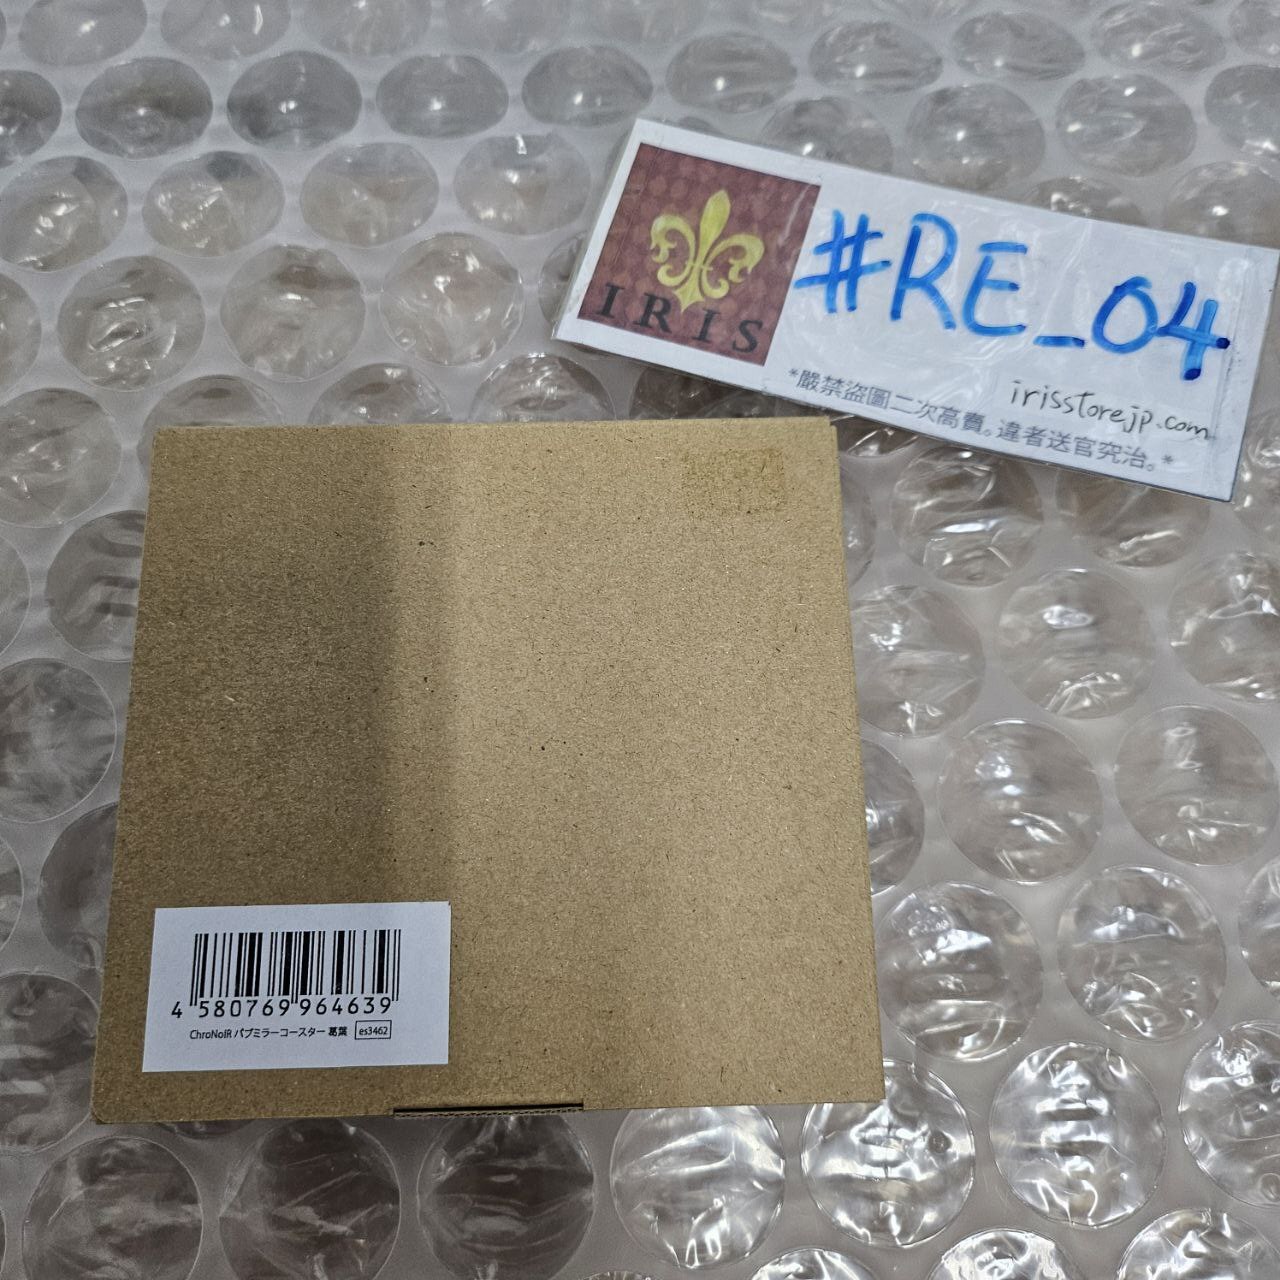 IRIS
#RE_04
irisstorejp.com
*嚴禁盜圖二次高賣。違者送官究治。*
4 580769 964639
ChroNoiR パブミラーコースター 葛葉 es3462